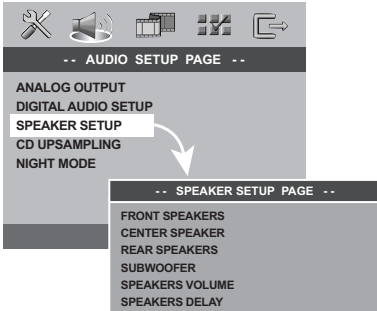 -- AUDIO SETUP PAGE --
ANALOG OUTPUT
DIGITAL AUDIO SETUP
SPEAKER SETUP
CD UPSAMPLING
NIGHT MODE
-- SPEAKER SETUP PAGE --
FRONT SPEAKERS
CENTER SPEAKER
REAR SPEAKERS
SUBWOOFER
SPEAKERS VOLUME
SPEAKERS DELAY